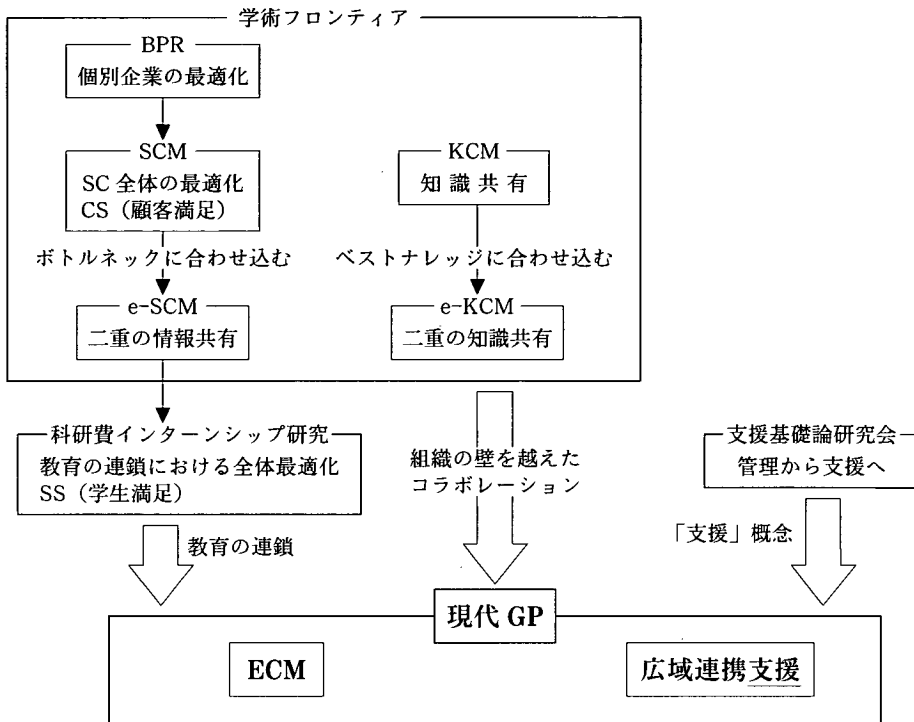 学術フロンティア
BPR
個別企業の最適化
SCM
SC全体の最適化
CS（顧客満足）
KCM
知識共有
ボトルネックに合わせ込む
ベストナレッジに合わせ込む
e-SCM
二重の情報共有
e-KCM
二重の知識共有
科研費インターンシップ研究
教育の連鎖における全体最適化
SS（学生満足）
組織の壁を越えた
コラボレーション
支援基礎論研究会
管理から支援へ
教育の連鎖
「支援」概念
現代GP
ECM
広域連携支援